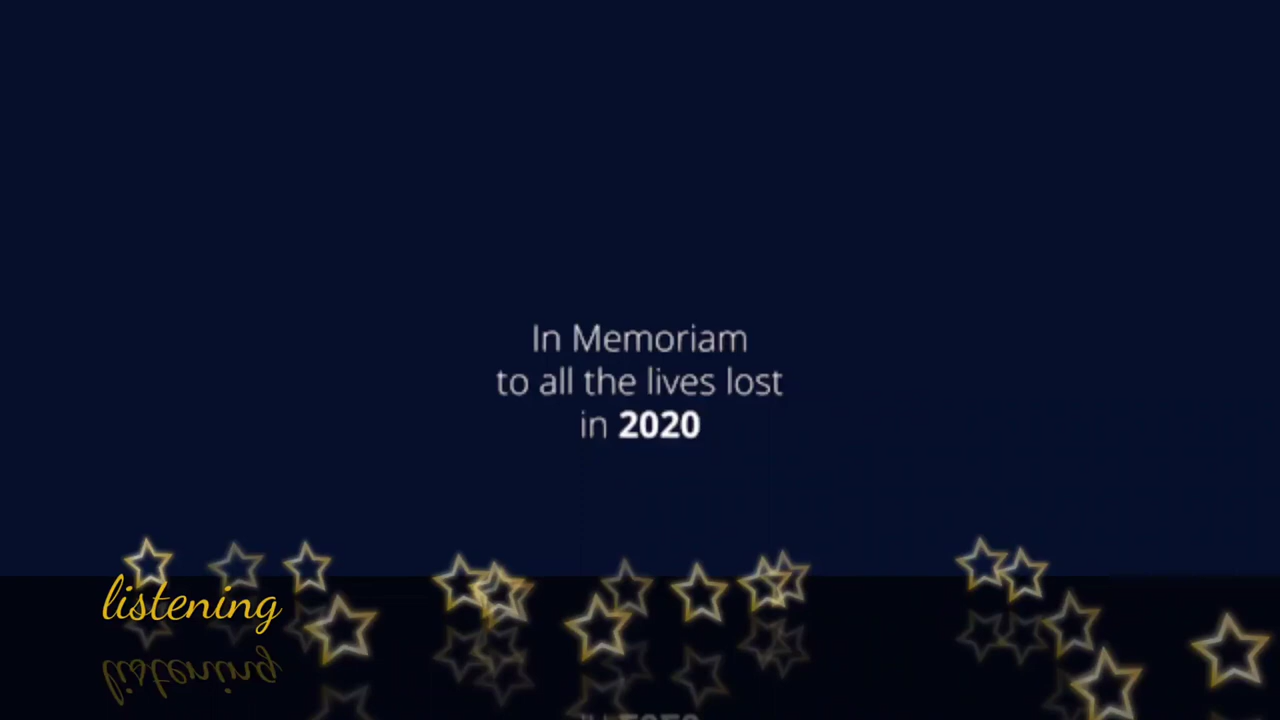 In Memoriam
to all the lives lost
in 2020
listening